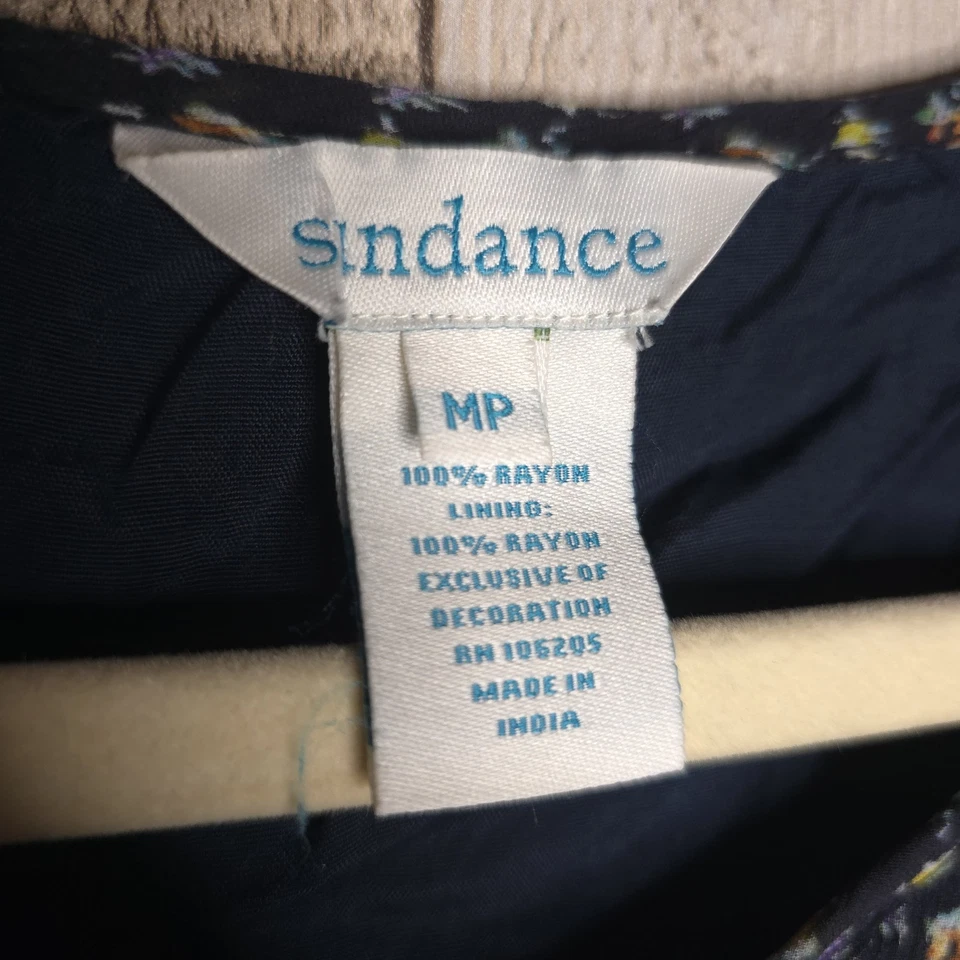 sundance
MP
100% RAYON
LINING:
100% RAYON
EXCLUSIVE OF
DECORATION
RN 106205
MADE IN
INDIA